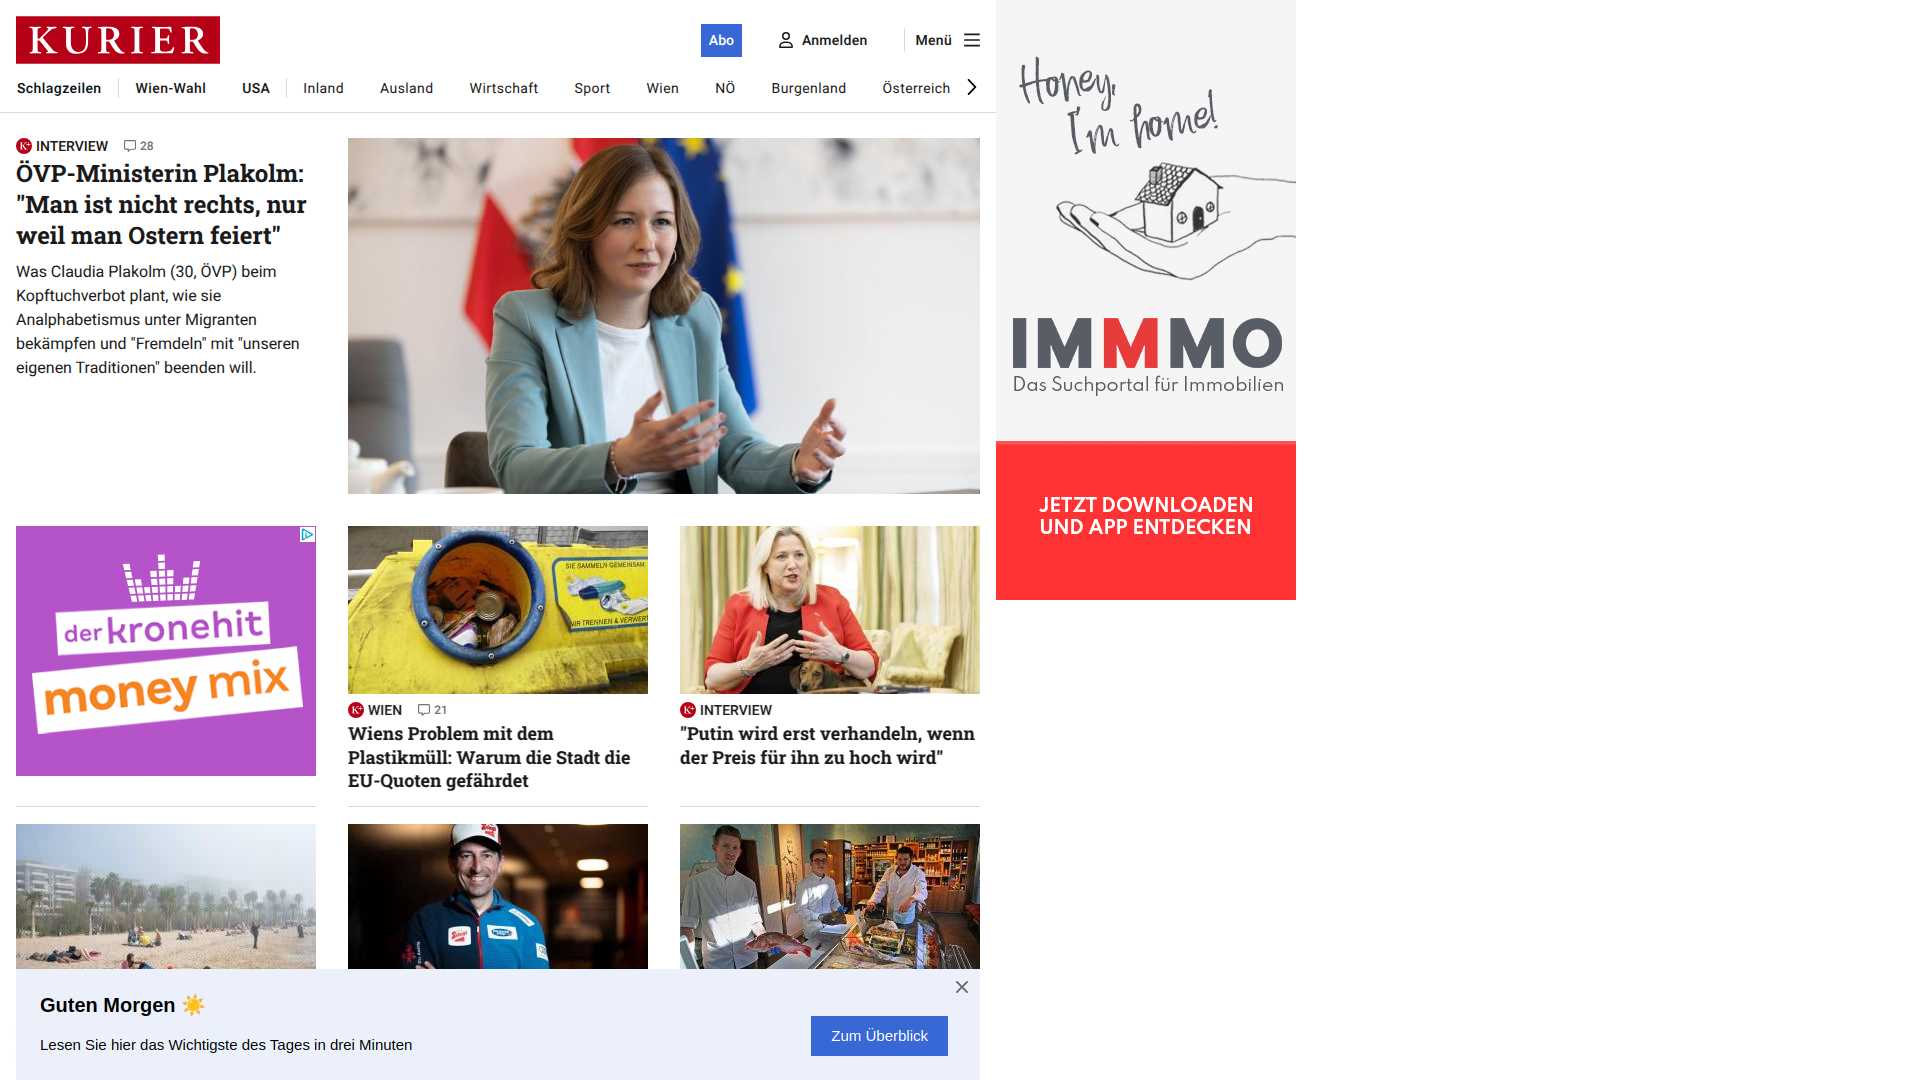 KURIER
Abo
Anmelden
Menü
Schlagzeilen
Wien-Wahl
USA
Inland
Ausland
Wirtschaft
Sport
Wien
NÖ
Burgenland
Österreich
K+ INTERVIEW 28
ÖVP-Ministerin Plakolm:
"Man ist nicht rechts, nur
weil man Ostern feiert"
Was Claudia Plakolm (30, ÖVP) beim
Kopftuchverbot plant, wie sie
Analphabetismus unter Migranten
bekämpfen und "Fremdeln" mit "unseren
eigenen Traditionen" beenden will.
Honey,
I'm home!
IMMMO
Das Suchportal für Immobilien
JETZT DOWNLOADEN
UND APP ENTDECKEN
der kronehit
money mix
SIE SAMMELN GEMEINSAM
WIR TRENNEN & VERWERT
K+ WIEN 21
Wiens Problem mit dem
Plastikmüll: Warum die Stadt die
EU-Quoten gefährdet
K+ INTERVIEW
"Putin wird erst verhandeln, wenn
der Preis für ihn zu hoch wird"
Guten Morgen
Lesen Sie hier das Wichtigste des Tages in drei Minuten
Zum Überblick